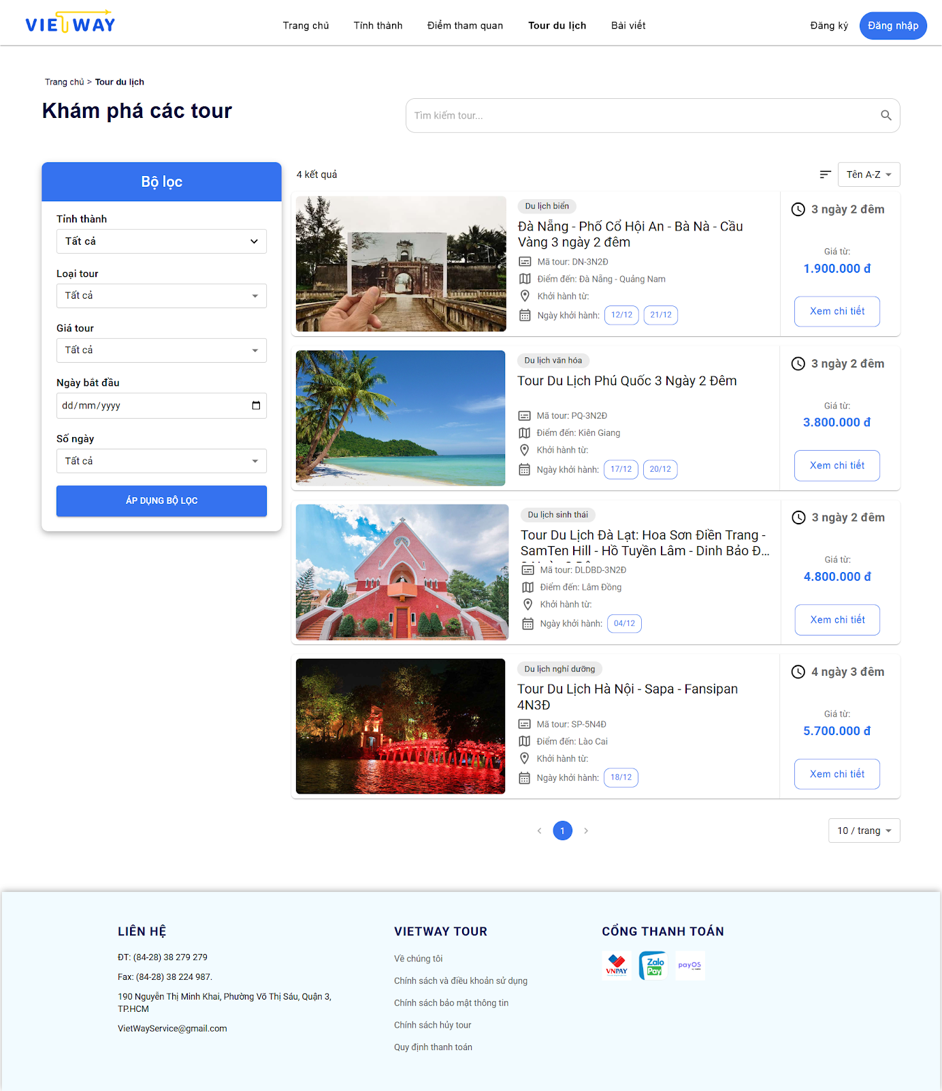 VIETWAY
Trang chủ
Tỉnh thành
Điểm tham quan
Tour du lịch
Bài viết
Đăng ký
Đăng nhập
Trang chủ > Tour du lịch
Khám phá các tour
Tìm kiếm tour...
Bộ lọc
Tỉnh thành
Tất cả
Loại tour
Tất cả
Giá tour
Tất cả
Ngày bắt đầu
dd/mm/yyyy
Số ngày
Tất cả
ÁP DỤNG BỘ LỌC
4 kết quả
Tên A-Z
Du lịch biển
Đà Nẵng - Phố Cổ Hội An - Bà Nà - Cầu
Vàng 3 ngày 2 đêm
Mã tour: DN-3N2Đ
Điểm đến: Đà Nẵng - Quảng Nam
Khởi hành từ:
Ngày khởi hành: 12/12 21/12
3 ngày 2 đêm
Giá từ:
1.900.000 đ
Xem chi tiết
Du lịch văn hóa
Tour Du Lịch Phú Quốc 3 Ngày 2 Đêm
Mã tour: PQ-3N2Đ
Điểm đến: Kiên Giang
Khởi hành từ:
Ngày khởi hành: 17/12 20/12
3 ngày 2 đêm
Giá từ:
3.800.000 đ
Xem chi tiết
Du lịch sinh thái
Tour Du Lịch Đà Lạt: Hoa Sơn Điền Trang -
SamTen Hill - Hồ Tuyền Lâm - Dinh Bảo Đ...
Mã tour: DLDBD-3N2Đ
Điểm đến: Lâm Đồng
Khởi hành từ:
Ngày khởi hành: 04/12
3 ngày 2 đêm
Giá từ:
4.800.000 đ
Xem chi tiết
Du lịch nghỉ dưỡng
Tour Du Lịch Hà Nội - Sapa - Fansipan
4N3Đ
Mã tour: SP-5N4Đ
Điểm đến: Lào Cai
Khởi hành từ:
Ngày khởi hành: 18/12
4 ngày 3 đêm
Giá từ:
5.700.000 đ
Xem chi tiết
1
10 / trang
LIÊN HỆ
ĐT: (84-28) 38 279 279
Fax: (84-28) 38 224 987.
190 Nguyễn Thị Minh Khai, Phường Võ Thị Sáu, Quận 3,
TP.HCM
VietWayService@gmail.com
VIETWAY TOUR
Về chúng tôi
Chính sách và điều khoản sử dụng
Chính sách bảo mật thông tin
Chính sách hủy tour
Quy định thanh toán
CỔNG THANH TOÁN
VNPAY
Zalo
Pay
payOS